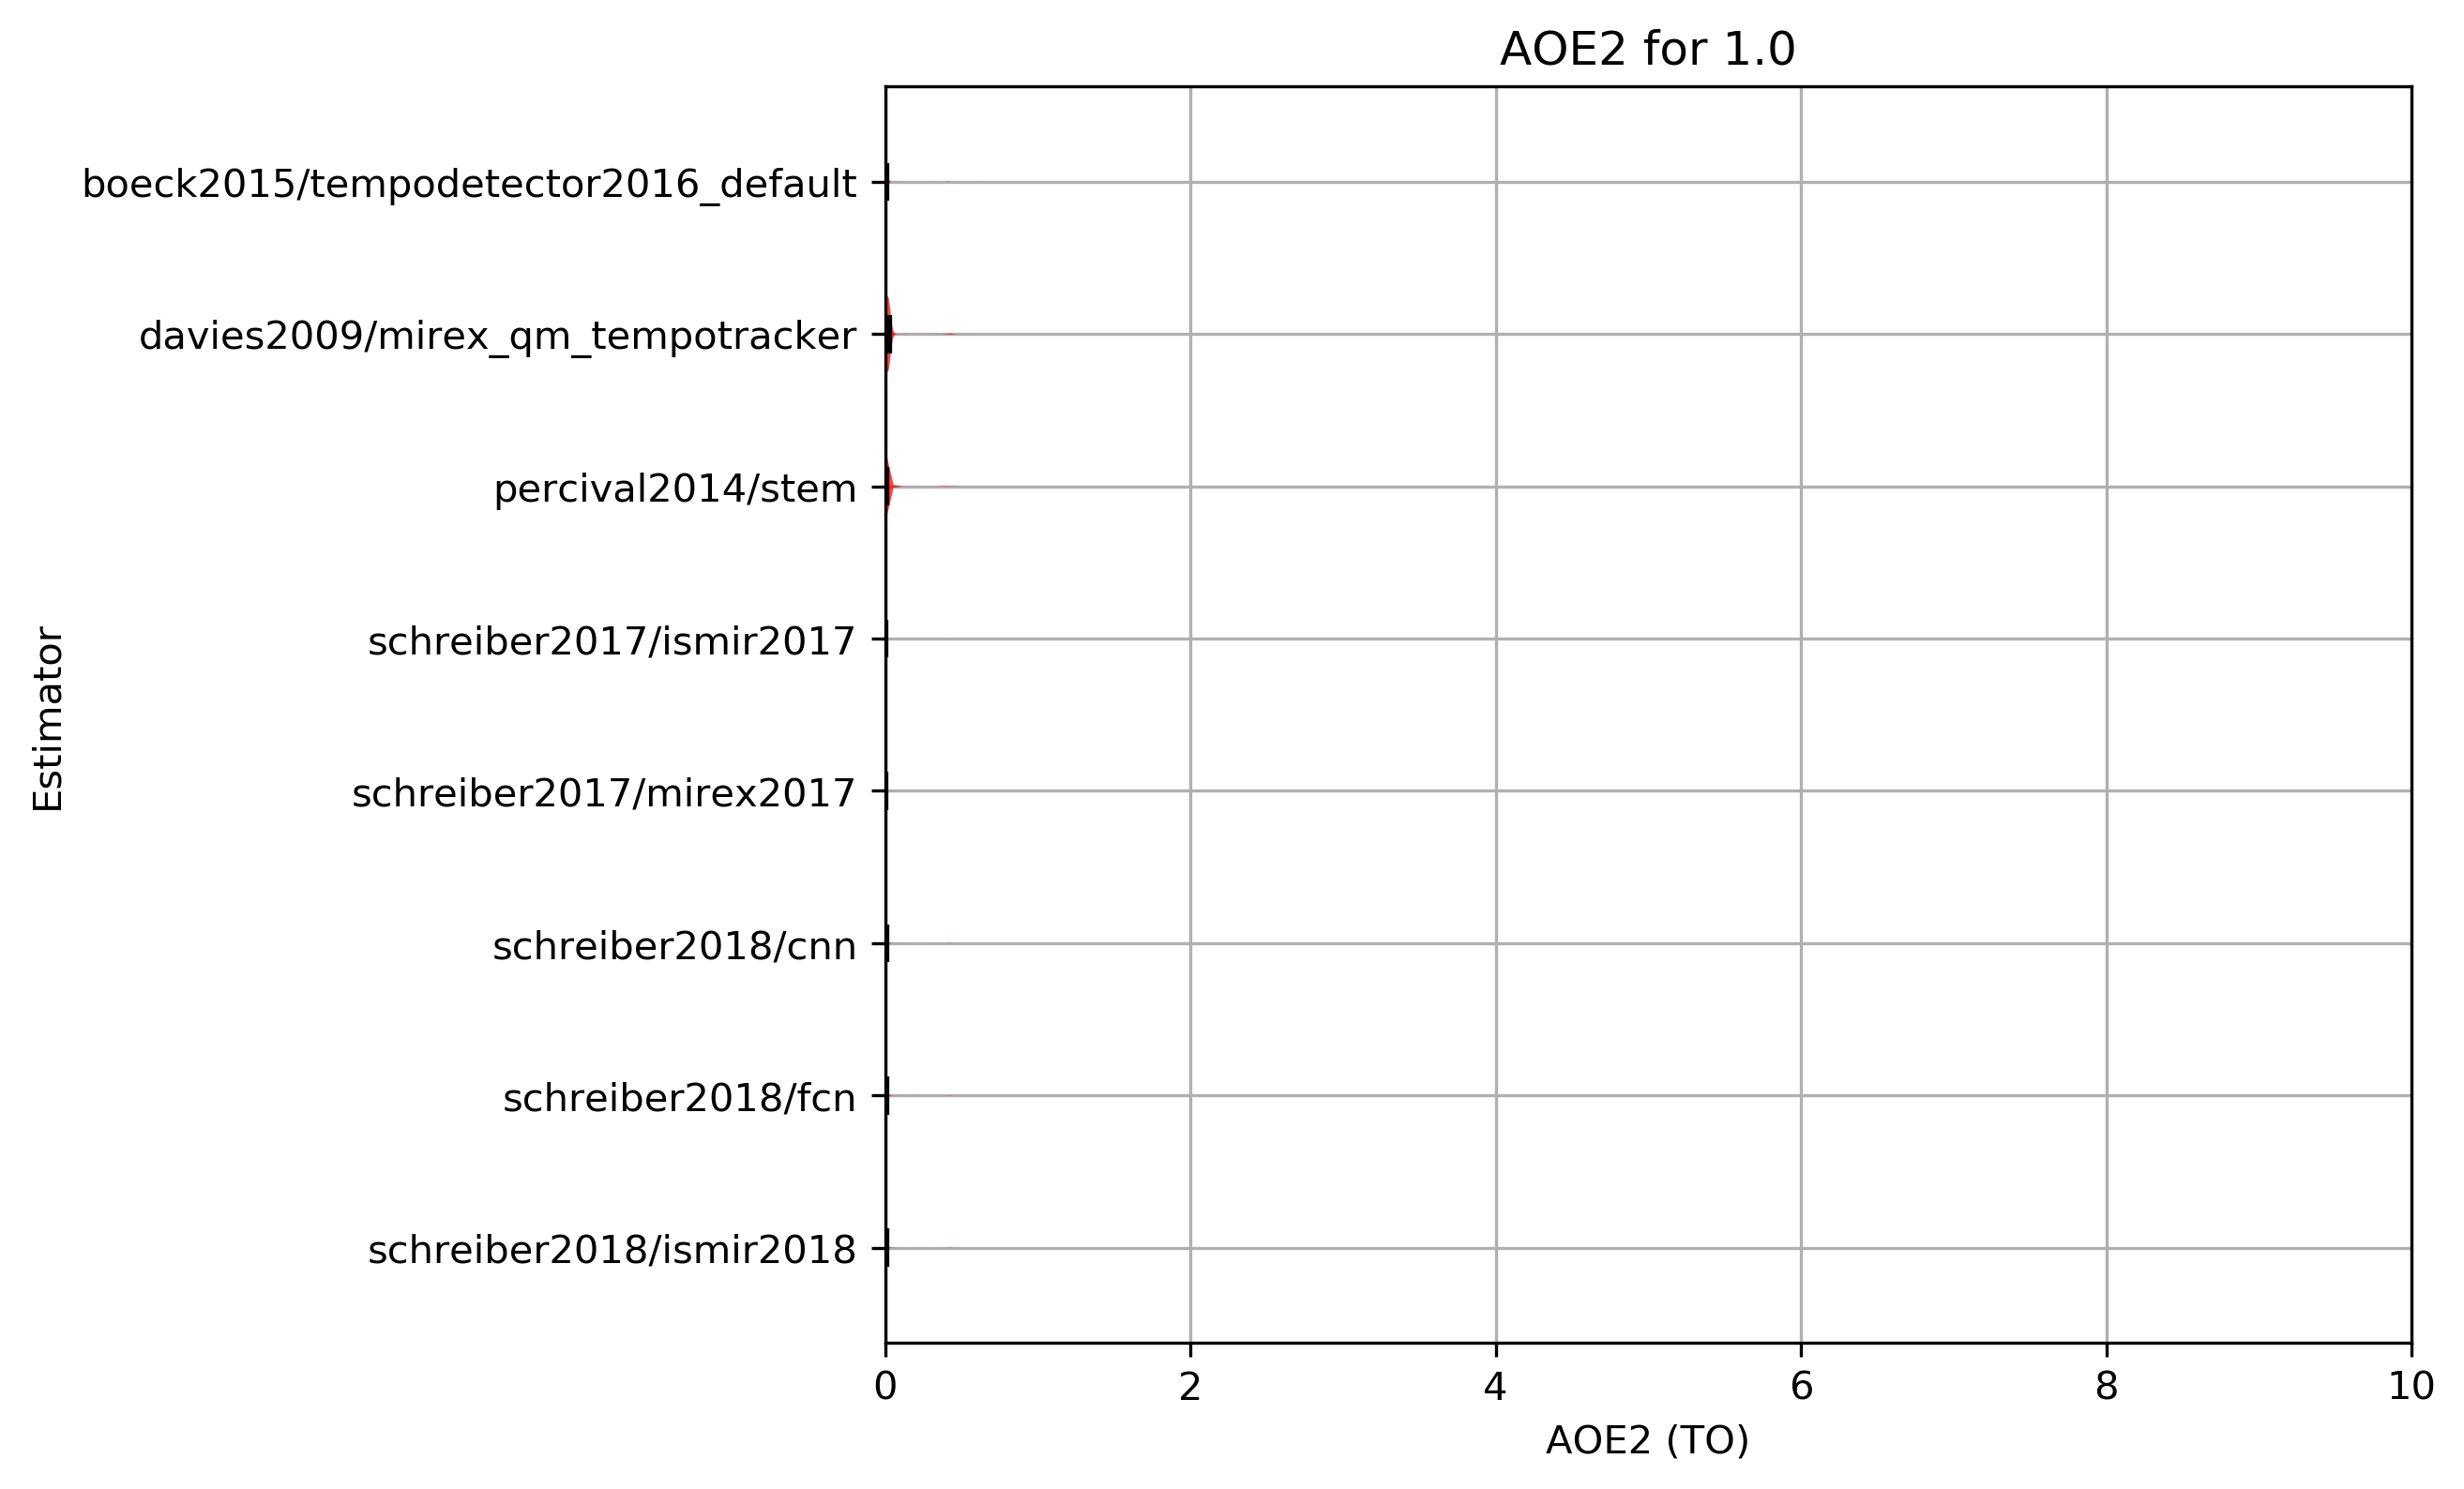 AOE2 for 1.0
boeck2015/tempodetector2016_default
davies2009/mirex_qm_tempotracker
percival2014/stem
schreiber2017/ismir2017
schreiber2017/mirex2017
schreiber2018/cnn
schreiber2018/fcn
schreiber2018/ismir2018
Estimator
0 2 4 6 8 10
AOE2 (TO)